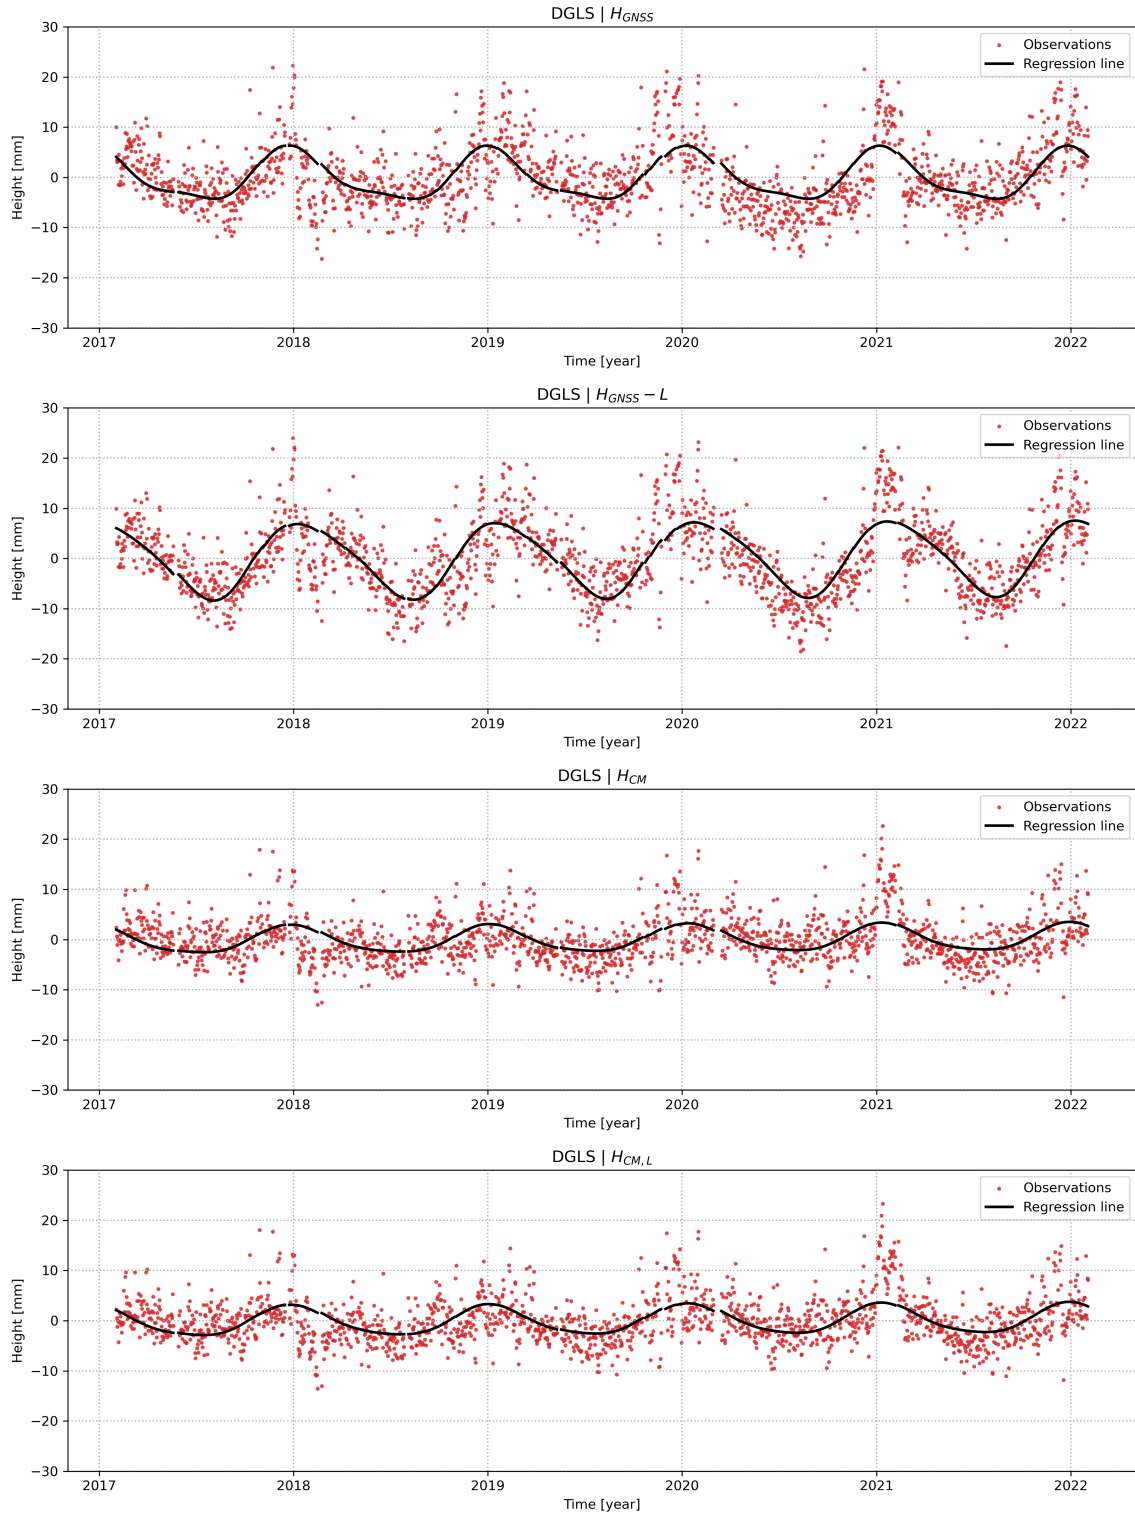 DGLS | H_GNSS
30
20
10
0
−10
−20
−30
Height [mm]
Observations
Regression line
2017 2018 2019 2020 2021 2022
Time [year]
DGLS | H_GNSS − L
30
20
10
0
−10
−20
−30
Height [mm]
Observations
Regression line
2017 2018 2019 2020 2021 2022
Time [year]
DGLS | H_CM
30
20
10
0
−10
−20
−30
Height [mm]
Observations
Regression line
2017 2018 2019 2020 2021 2022
Time [year]
DGLS | H_CM, L
30
20
10
0
−10
−20
−30
Height [mm]
Observations
Regression line
2017 2018 2019 2020 2021 2022
Time [year]